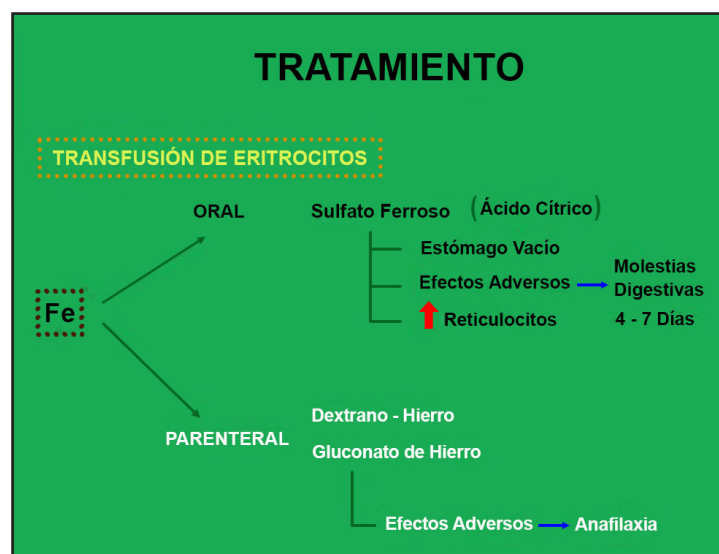 TRATAMIENTO
TRANSFUSIÓN DE ERITROCITOS
ORAL
Sulfato Ferroso (Ácido Cítrico)
Estómago Vacío
Efectos Adversos
Molestias
Digestivas
Reticulocitos
4 - 7 Días
Fe
PARENTERAL
Dextrano - Hierro
Gluconato de Hierro
Efectos Adversos
Anafilaxia